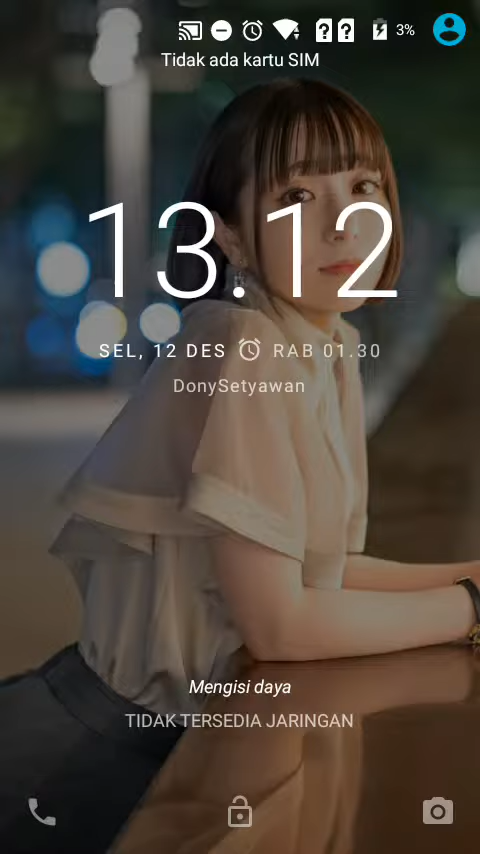 3%
Tidak ada kartu SIM
13.12
SEL, 12 DES RAB 01.30
DonySetyawan
Mengisi daya
TIDAK TERSEDIA JARINGAN